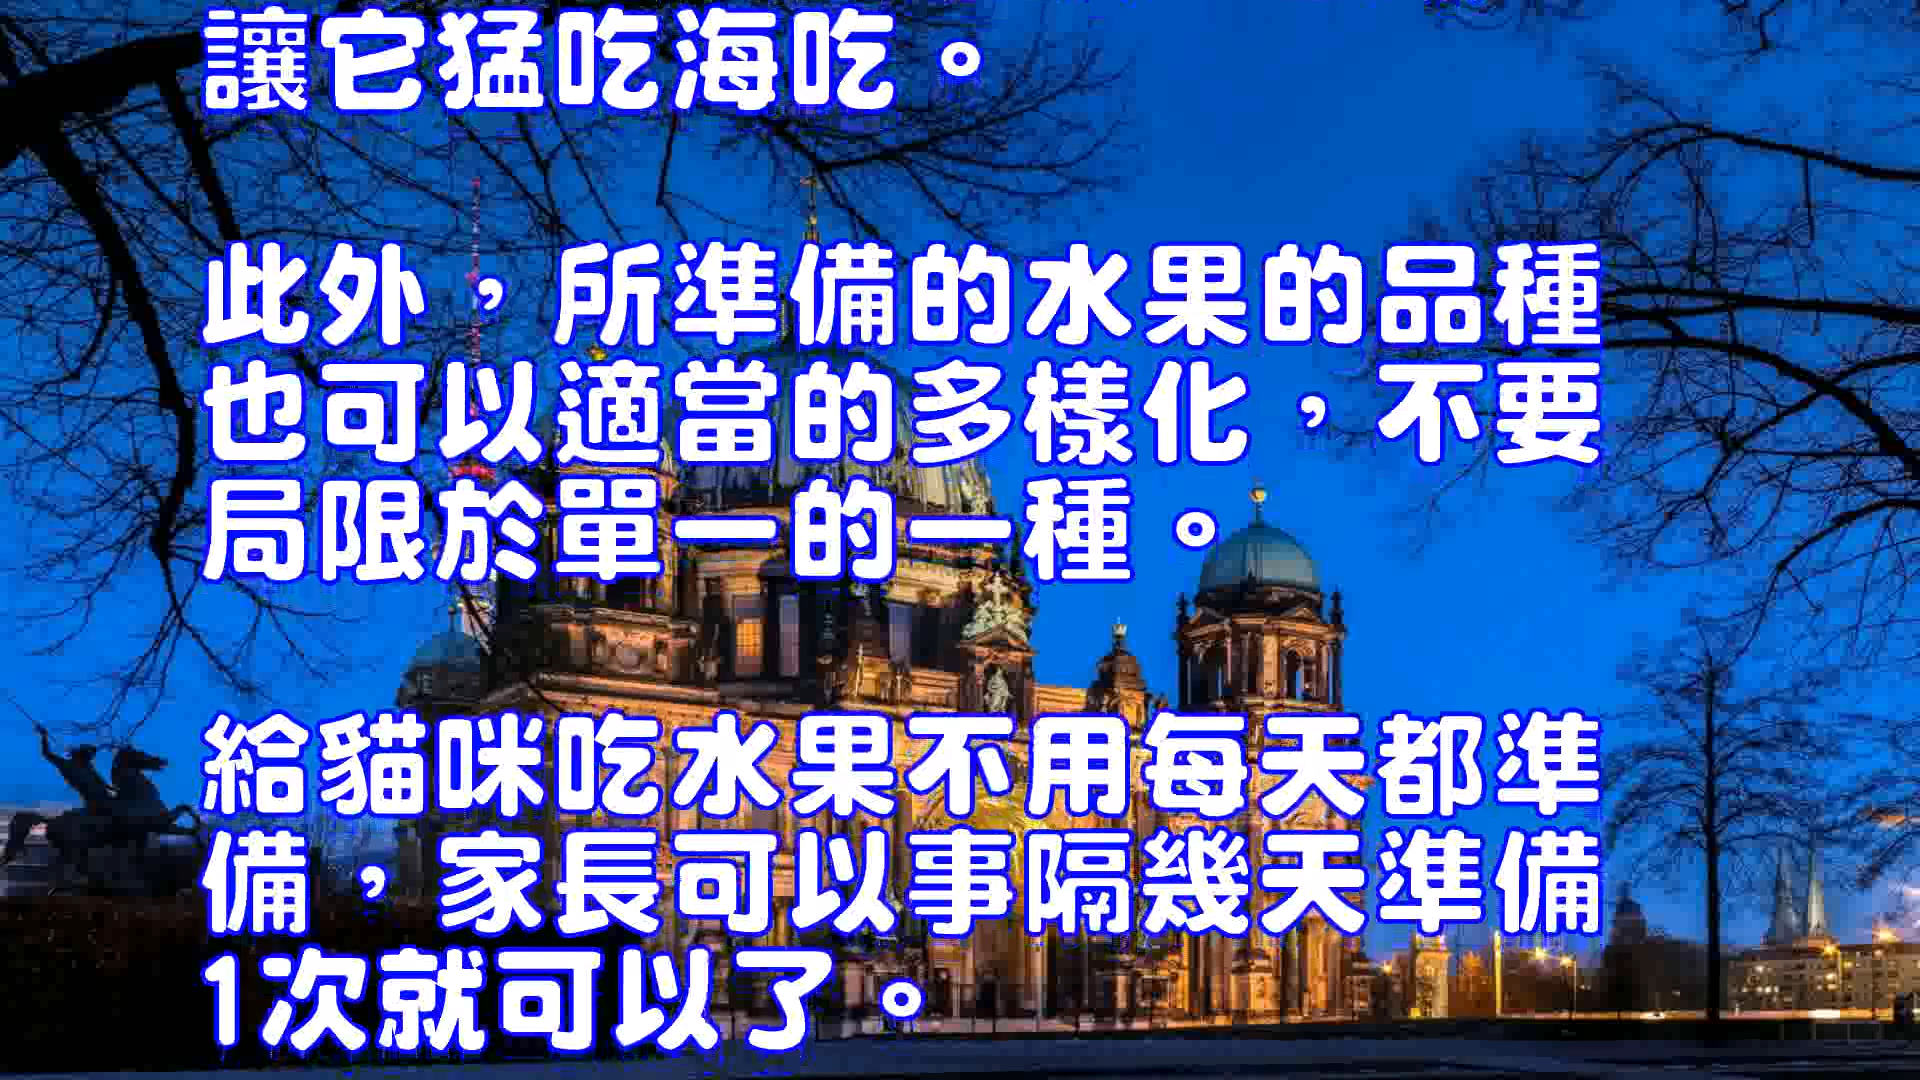 讓它猛吃海吃。
此外，所準備的水果的品種
也可以適當的多樣化，不要
局限於單一的一種。
給貓咪吃水果不用每天都準
備，家長可以事隔幾天準備
1次就可以了。